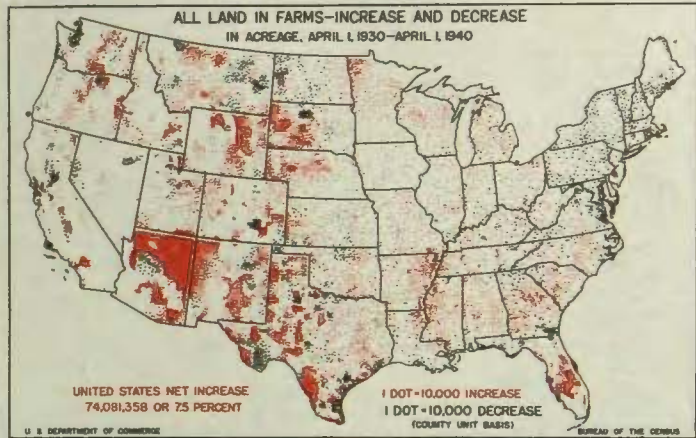 ALL LAND IN FARMS-INCREASE AND DECREASE
IN ACREAGE, APRIL 1, 1930-APRIL 1, 1940
UNITED STATES NET INCREASE
74,081,358 OR 7.5 PERCENT
1 DOT=10,000 INCREASE
1 DOT=10,000 DECREASE
(COUNTY UNIT BASIS)
U. S. DEPARTMENT OF COMMERCE
BUREAU OF THE CENSUS